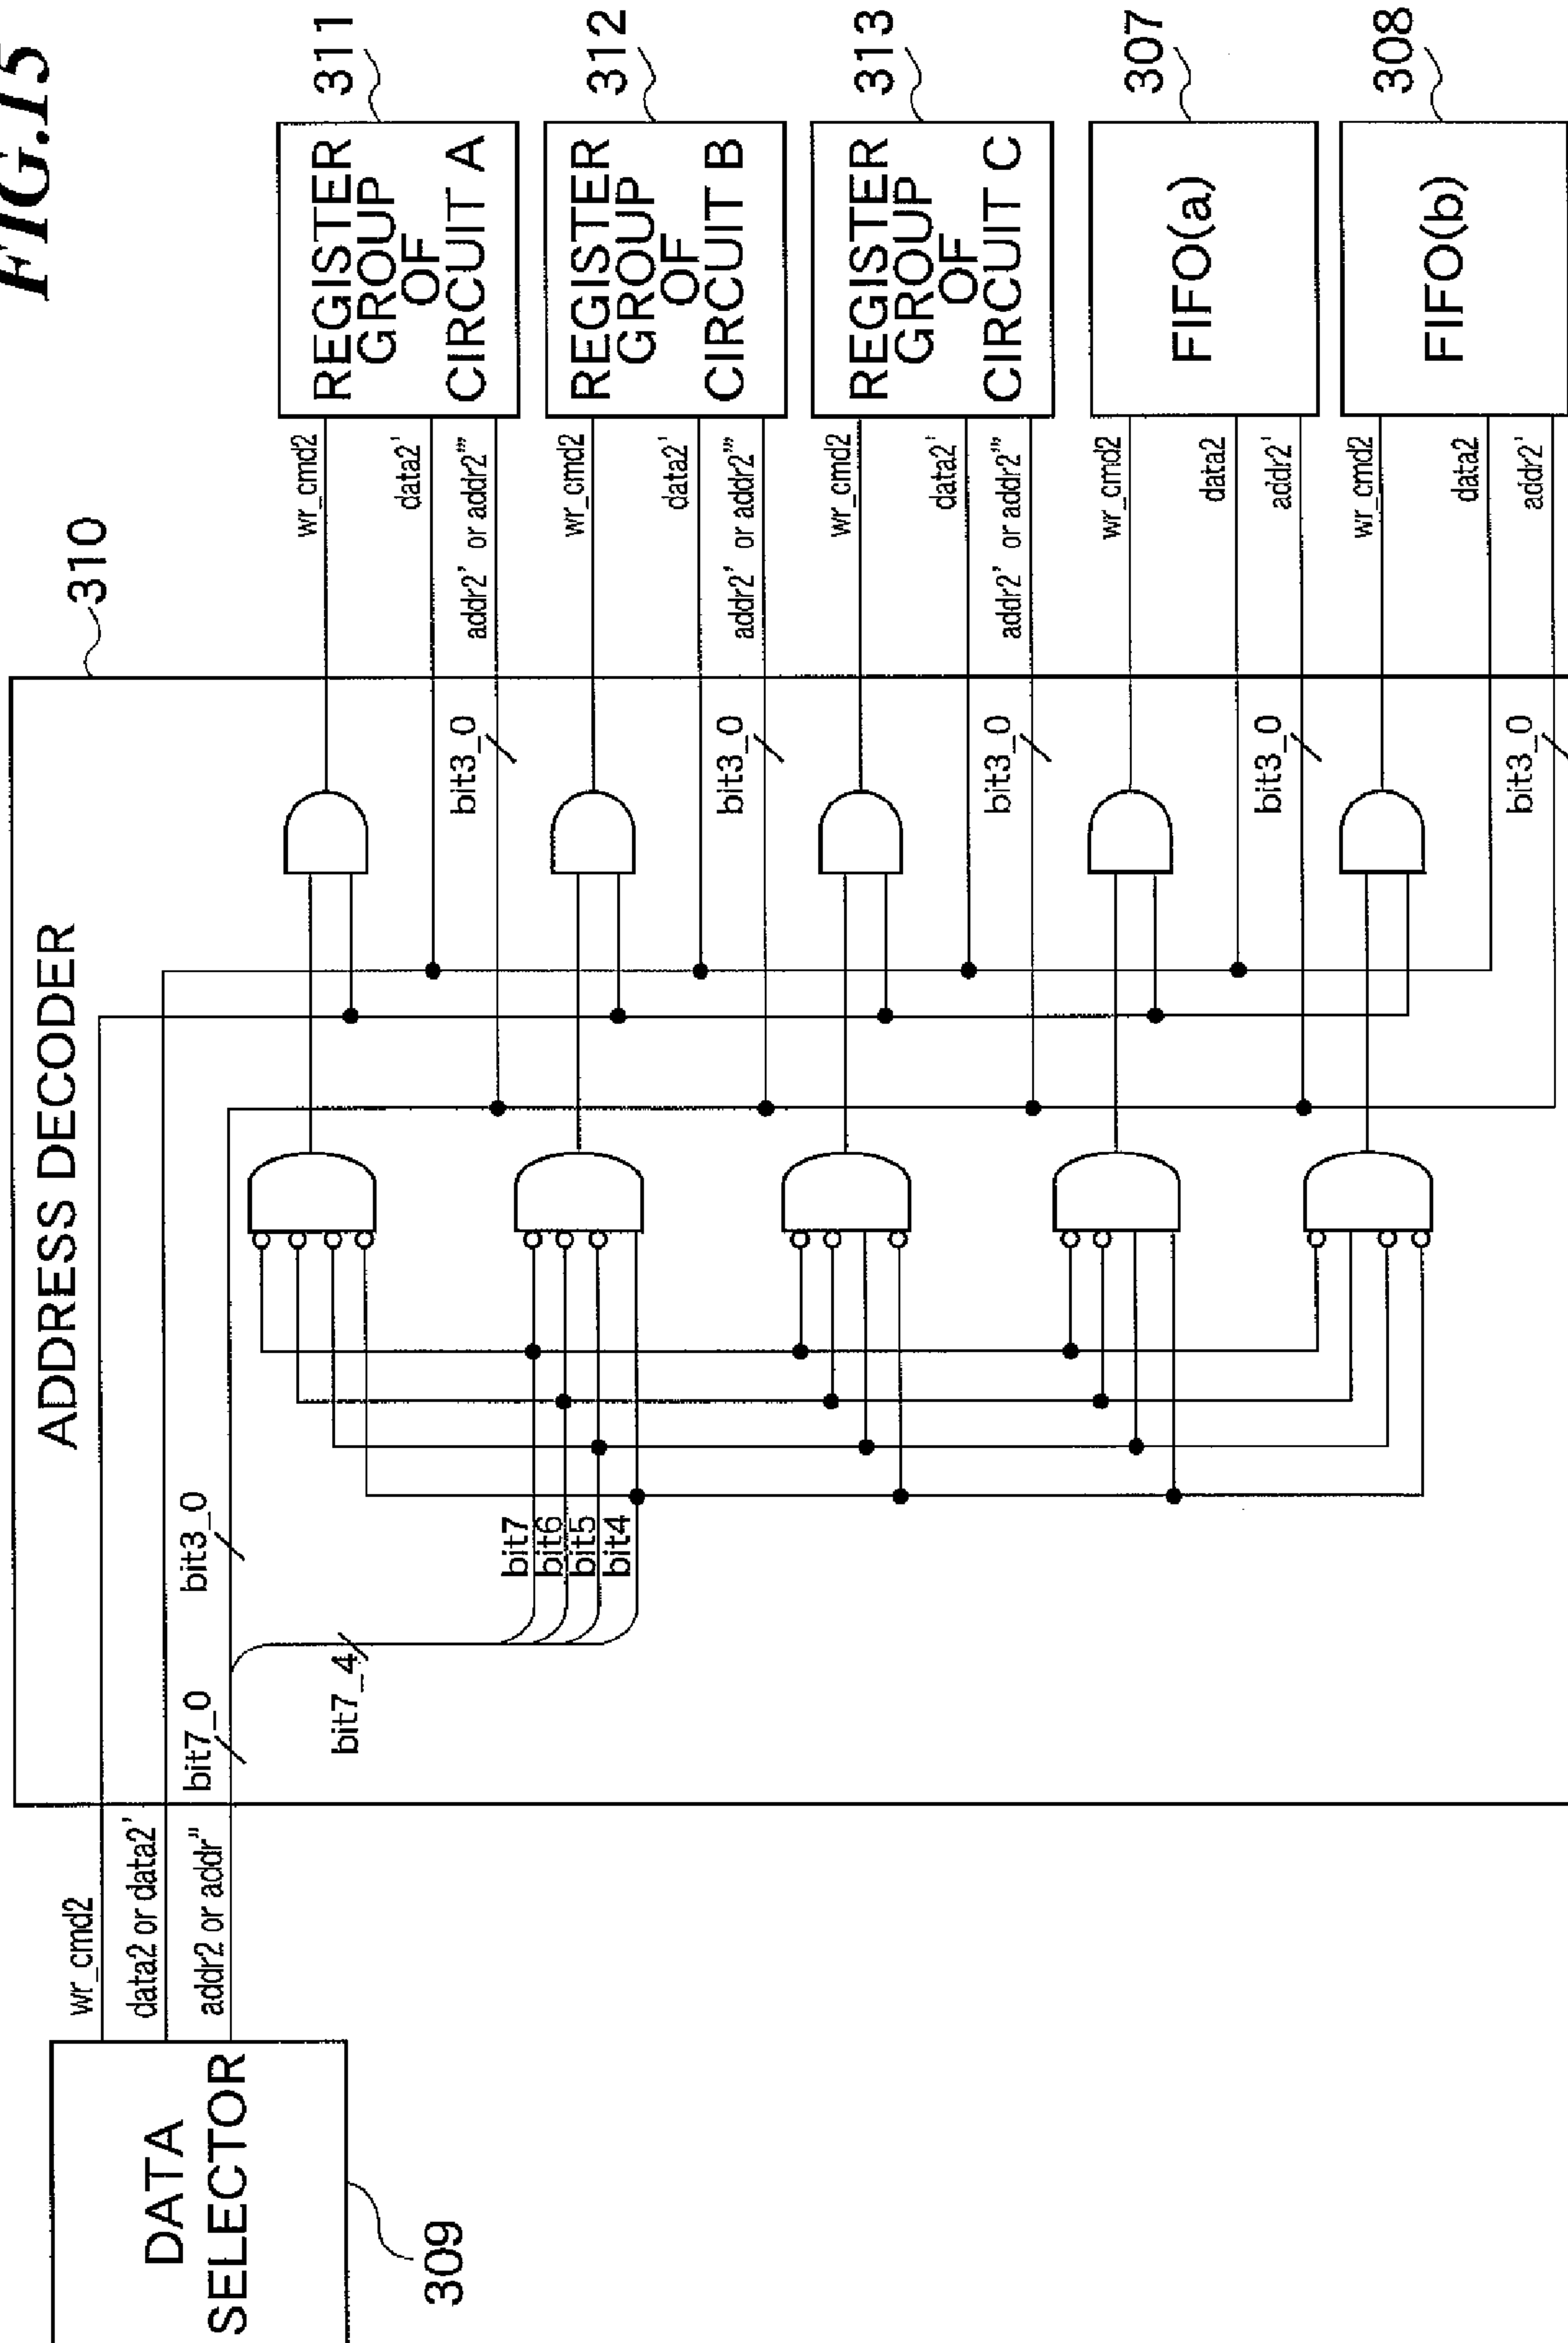 FIG.15
DATA
SELECTOR
309
wr_cmd2
data2 or data2'
addr2 or addr"
ADDRESS DECODER
310
bit7_0
bit3_0
bit7_4
bit7
bit6
bit5
bit4
bit3_0
wr_cmd2
data2'
addr2' or addr2"'
REGISTER
GROUP
OF
CIRCUIT A
311
bit3_0
wr_cmd2
data2'
addr2' or addr2"'
REGISTER
GROUP
OF
CIRCUIT B
312
bit3_0
wr_cmd2
data2'
addr2' or addr2"'
REGISTER
GROUP
OF
CIRCUIT C
313
bit3_0
wr_cmd2
data2
addr2'
FIFO(a)
307
bit3_0
wr_cmd2
data2
addr2'
FIFO(b)
308